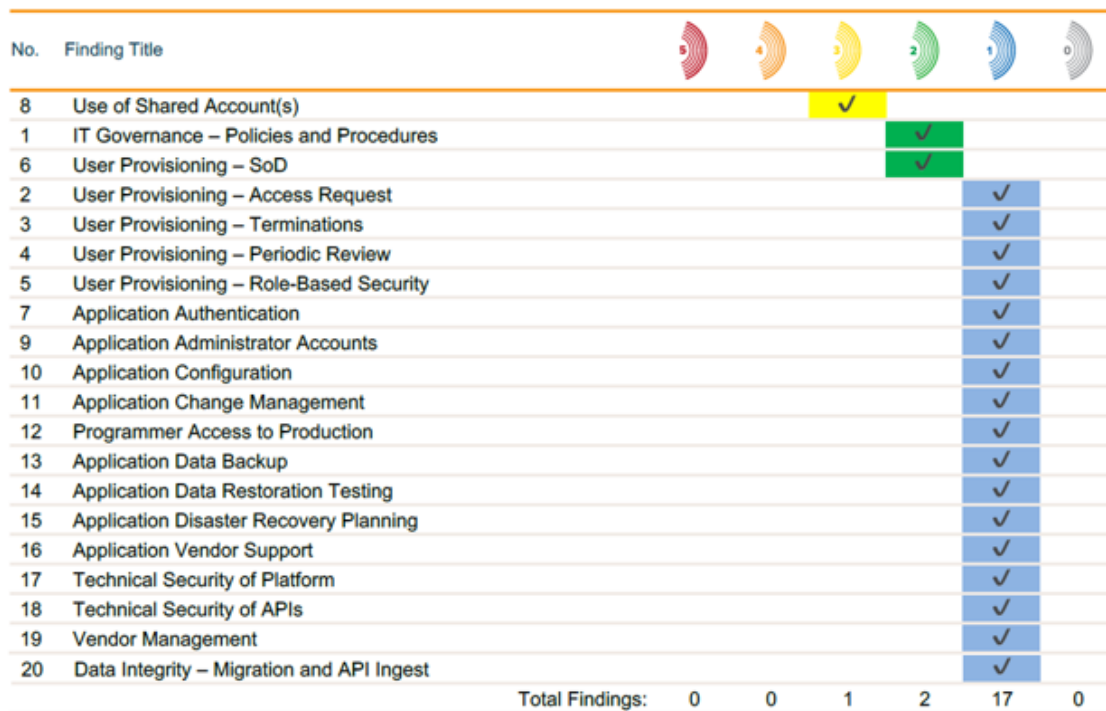 No. Finding Title 5 4 3 2 1 0
8 Use of Shared Account(s) ✓
1 IT Governance – Policies and Procedures ✓
6 User Provisioning – SoD ✓
2 User Provisioning – Access Request ✓
3 User Provisioning – Terminations ✓
4 User Provisioning – Periodic Review ✓
5 User Provisioning – Role-Based Security ✓
7 Application Authentication ✓
9 Application Administrator Accounts ✓
10 Application Configuration ✓
11 Application Change Management ✓
12 Programmer Access to Production ✓
13 Application Data Backup ✓
14 Application Data Restoration Testing ✓
15 Application Disaster Recovery Planning ✓
16 Application Vendor Support ✓
17 Technical Security of Platform ✓
18 Technical Security of APIs ✓
19 Vendor Management ✓
20 Data Integrity – Migration and API Ingest ✓
Total Findings: 0 0 1 2 17 0